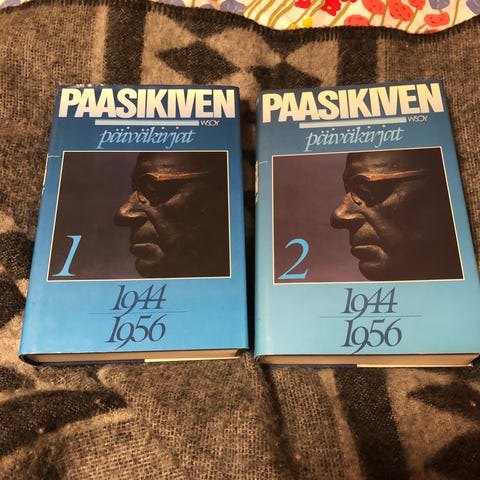 PAASIKIVEN
WSOY
päiväkirjat
1
1944
1956
PAASIKIVEN
WSOY
päiväkirjat
2
1944
1956